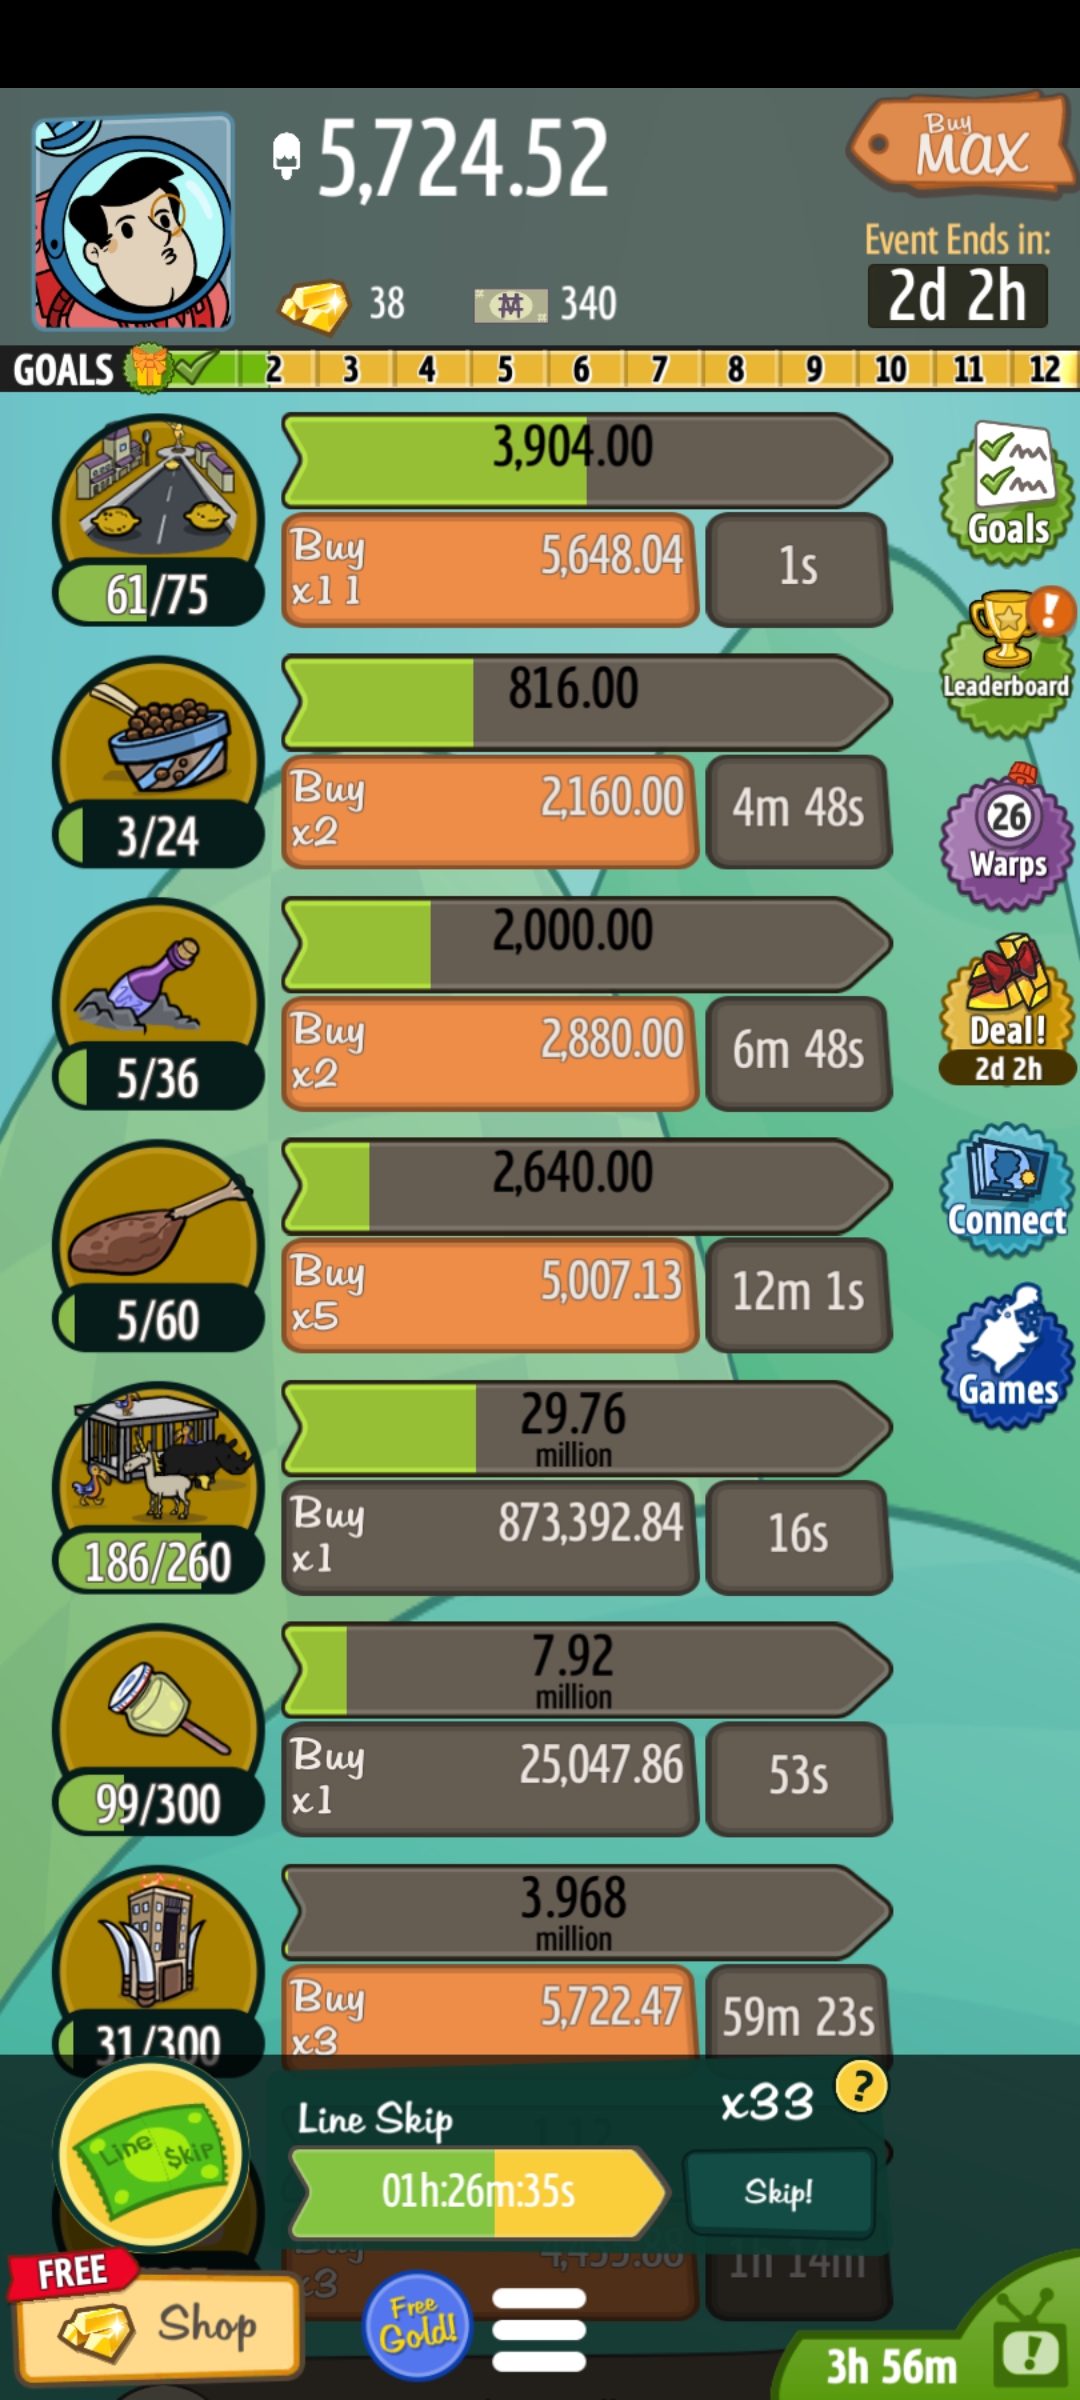 5,724.52
Buy
MAX
Event Ends in:
2d 2h
38
340
GOALS 2 3 4 5 6 7 8 9 10 11 12
3,904.00
Buy
x11
5,648.04
1s
61/75
Goals
816.00
Buy
x2
2,160.00
4m 48s
3/24
Leaderboard
26
Warps
2,000.00
Buy
x2
2,880.00
6m 48s
5/36
Deal!
2d 2h
2,640.00
Buy
x5
5,007.13
12m 1s
5/60
Connect
Games
29.76
million
Buy
x1
873,392.84
16s
186/260
7.92
million
Buy
x1
25,047.86
53s
99/300
3.968
million
Buy
x3
5,722.47
59m 23s
31/300
Line Skip
Line $kip
x33
?
01h:26m:35s
Skip!
Buy
x3
1h 14m
FREE
Shop
Free
Gold!
3h 56m